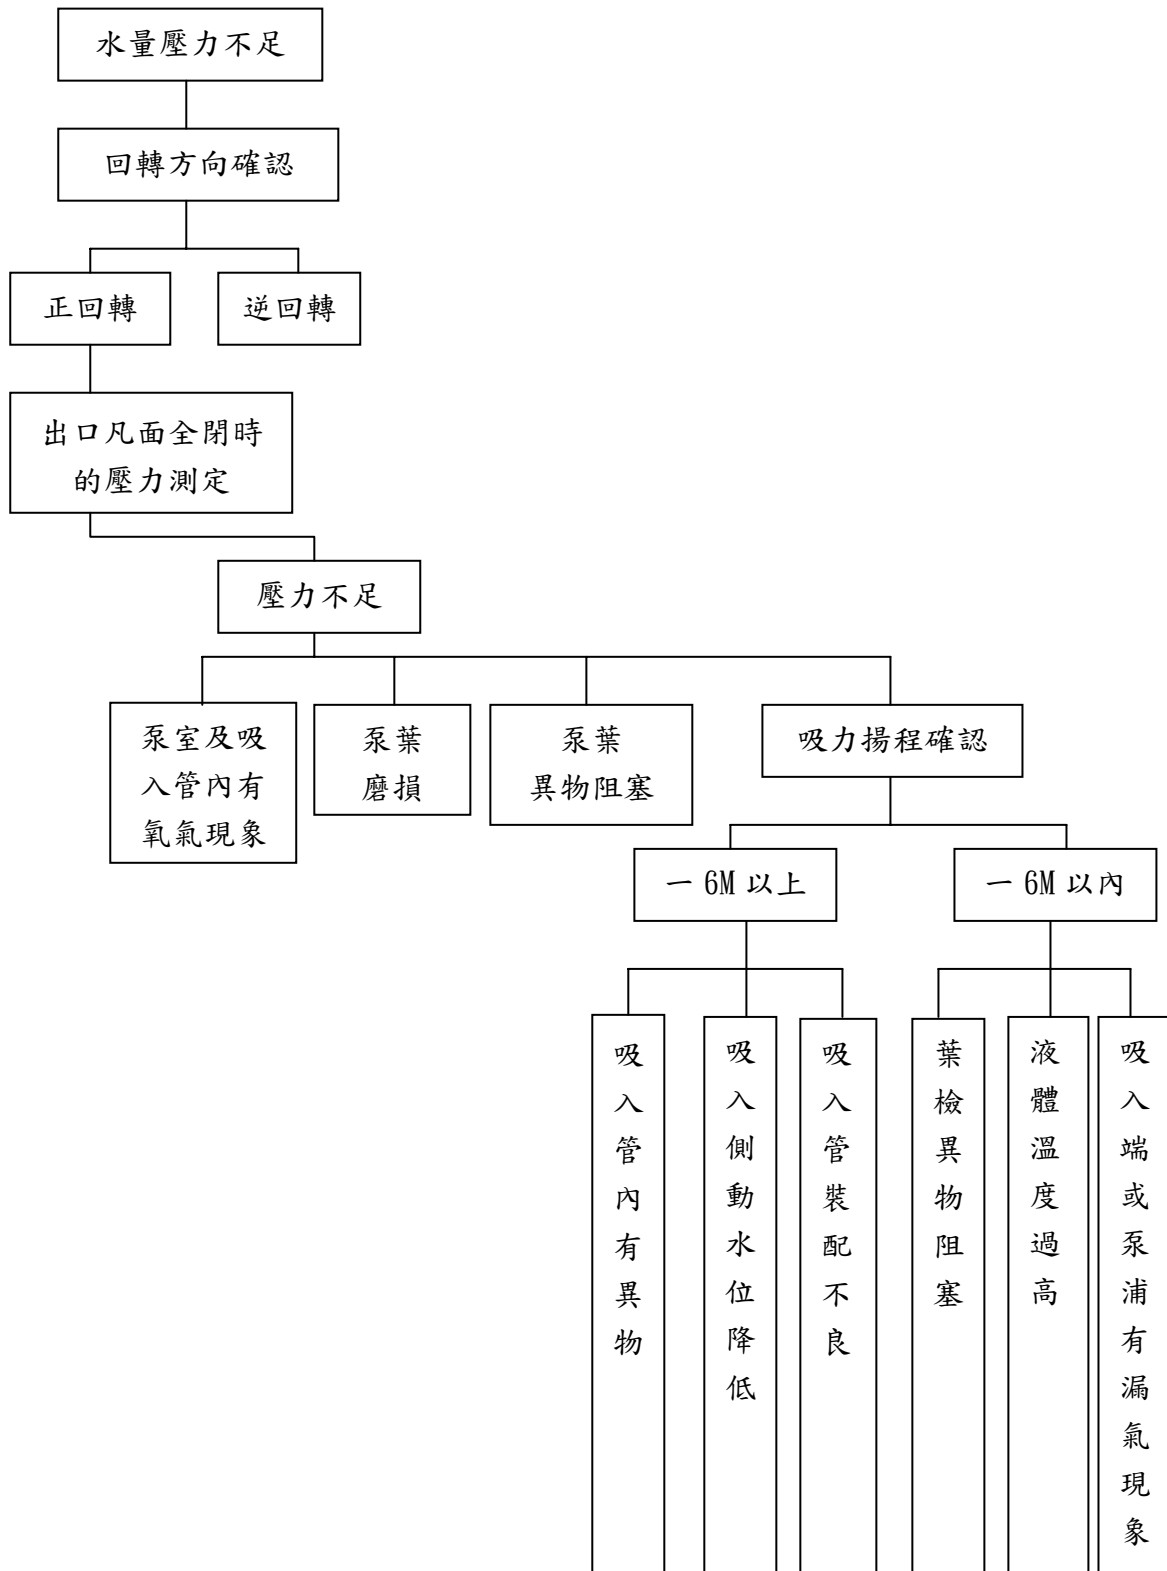 水量壓力不足
回轉方向確認
正回轉
逆回轉
出口凡面全閉時
的壓力測定
壓力不足
泵室及吸
入管內有
氧氣現象
泵葉
磨損
泵葉
異物阻塞
吸力揚程確認
一 6M 以上
一 6M 以內
吸入管內有異物
吸入側動水位降低
吸入管裝配不良
葉檢異物阻塞
液體溫度過高
吸入端或泵浦有漏氣現象